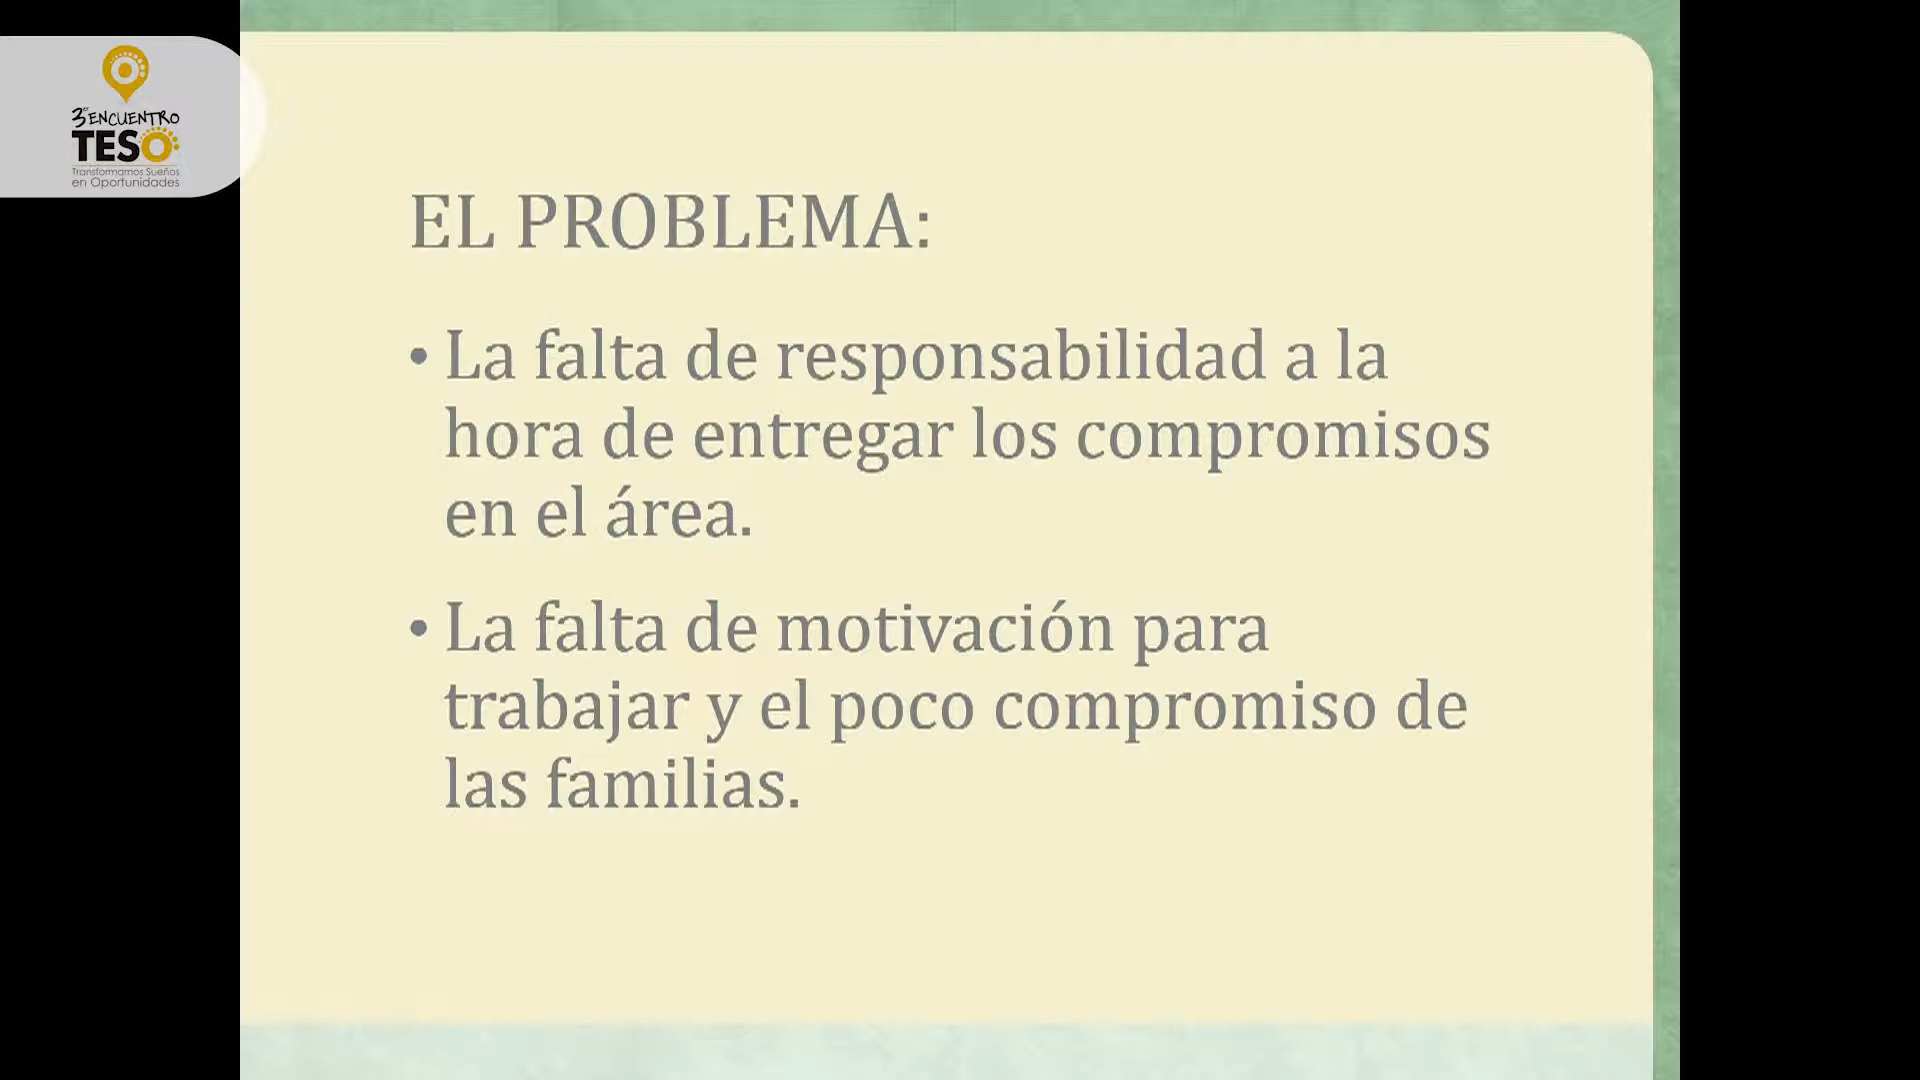 3er ENCUENTRO
TESO
Transformamos Sueños
en Oportunidades
EL PROBLEMA:
• La falta de responsabilidad a la
hora de entregar los compromisos
en el área.
• La falta de motivación para
trabajar y el poco compromiso de
las familias.